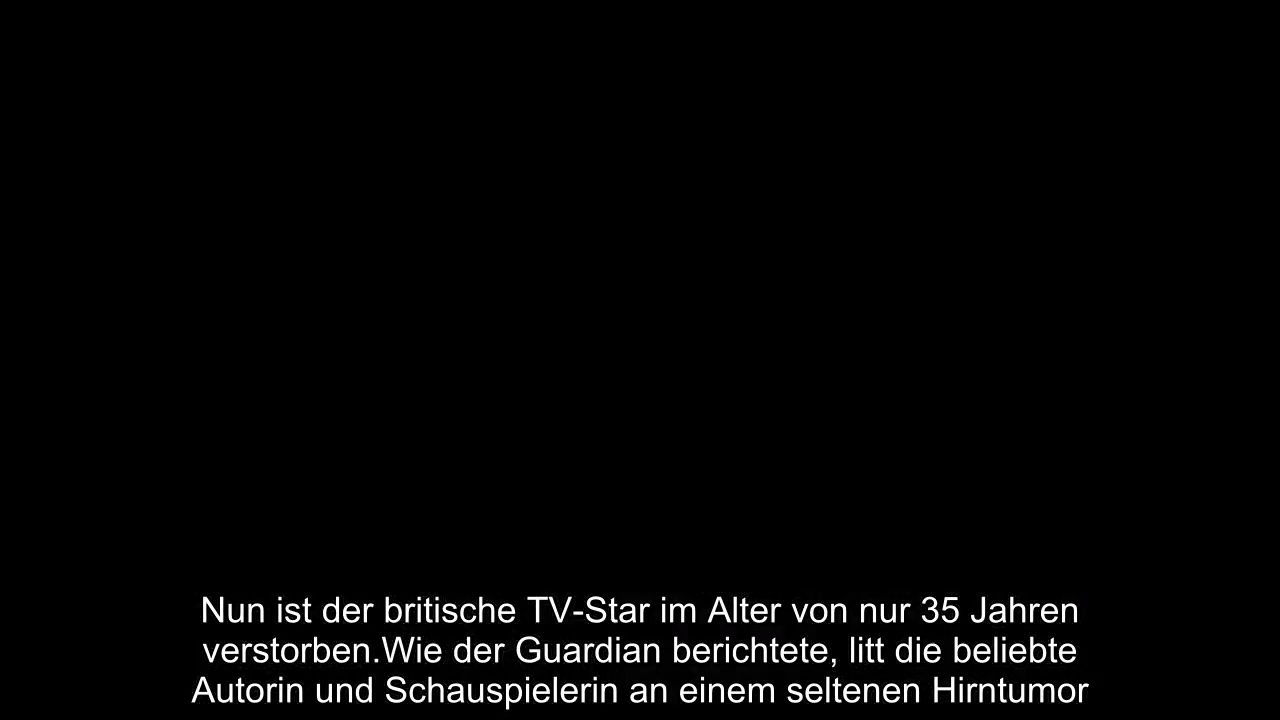 Nun ist der britische TV-Star im Alter von nur 35 Jahren
verstorben.Wie der Guardian berichtete, litt die beliebte
Autorin und Schauspielerin an einem seltenen Hirntumor